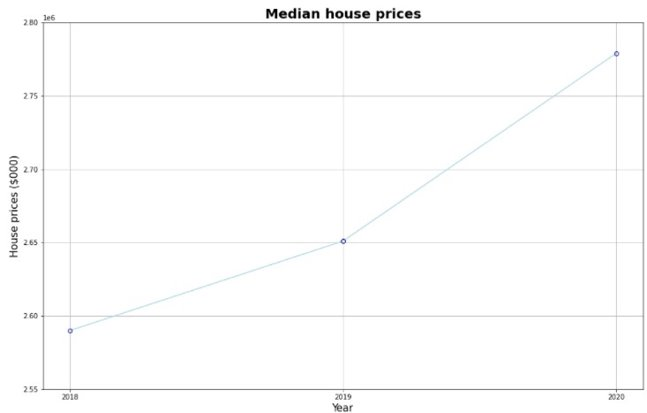 Median house prices
1e6
2.80
2.75
2.70
2.65
2.60
2.55
House prices ($000)
2018
2019
2020
Year